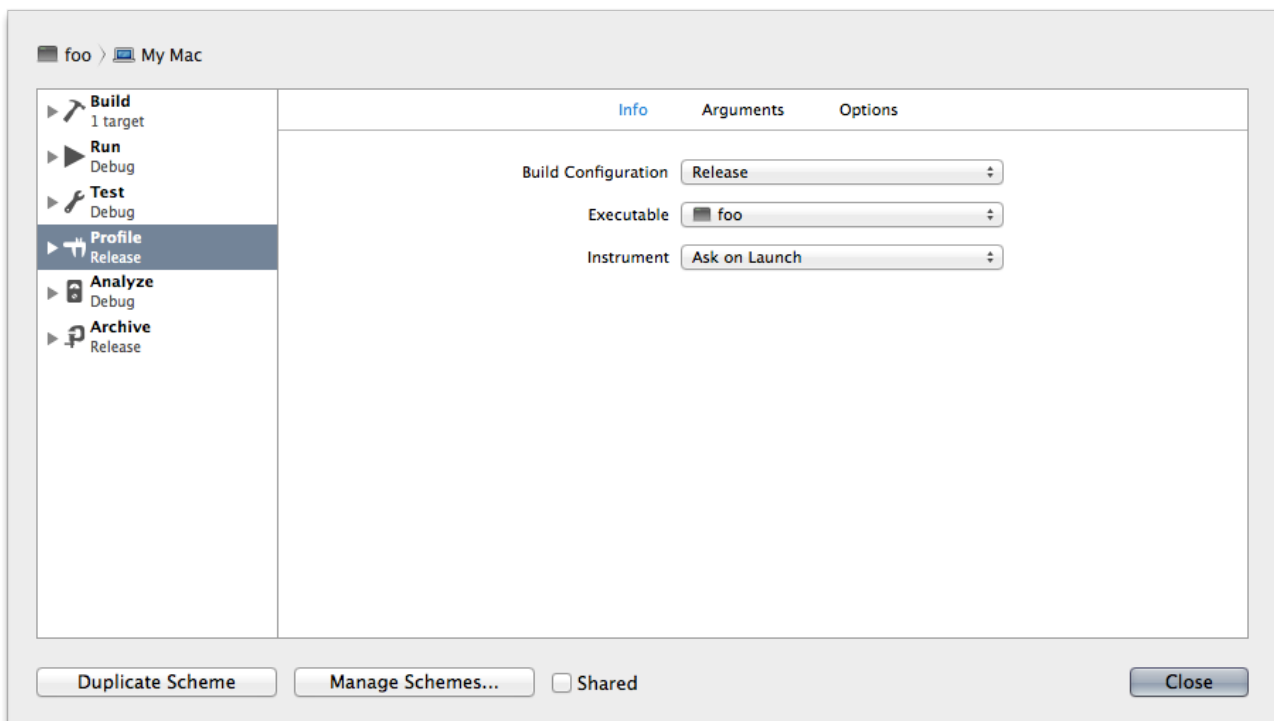 foo 〉 My Mac
Build
1 target
Run
Debug
Test
Debug
Profile
Release
Analyze
Debug
Archive
Release
Info Arguments Options
Build Configuration Release
Executable foo
Instrument Ask on Launch
Duplicate Scheme Manage Schemes... Shared Close